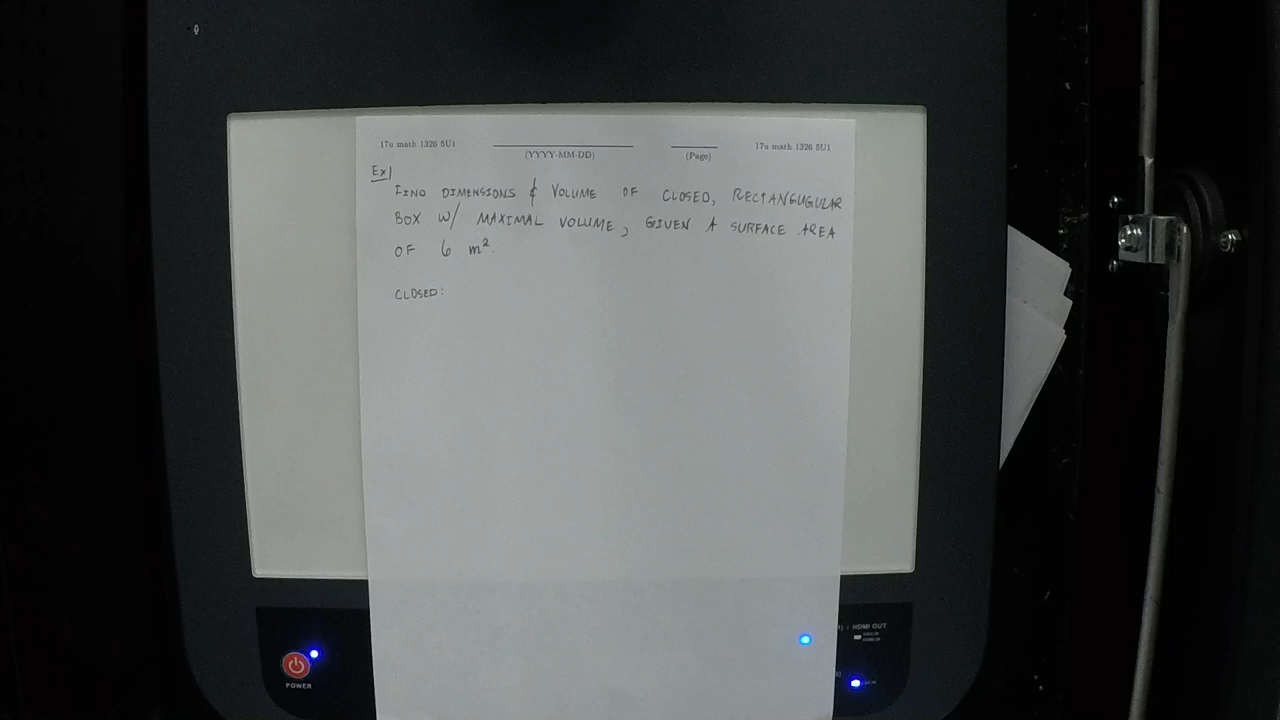 17u math 1326 5U1 (YYYY-MM-DD) (Page) 17u math 1326 5U1
Ex1
FIND DIMENSIONS & VOLUME OF CLOSED, RECTANGUGULAR
BOX W/ MAXIMAL VOLUME, GIVEN A SURFACE AREA
OF 6 m².
CLOSED:
POWER
/ HDMI OUT